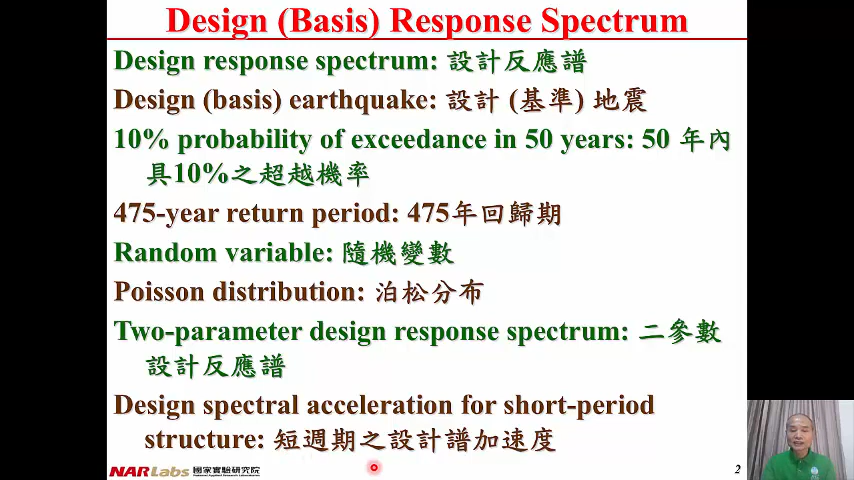 Design (Basis) Response Spectrum
Design response spectrum: 設計反應譜
Design (basis) earthquake: 設計 (基準) 地震
10% probability of exceedance in 50 years: 50 年內
具10%之超越機率
475-year return period: 475年回歸期
Random variable: 隨機變數
Poisson distribution: 泊松分布
Two-parameter design response spectrum: 二參數
設計反應譜
Design spectral acceleration for short-period
structure: 短週期之設計譜加速度
NARLabs 國家實驗研究院
National Applied Research Laboratories
2